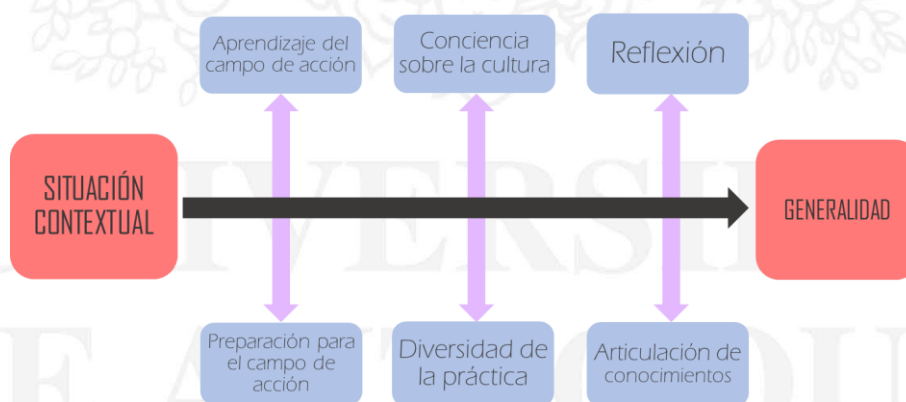 Aprendizaje del
campo de acción
Conciencia
sobre la cultura
Reflexión
SITUACIÓN
CONTEXTUAL
GENERALIDAD
Preparación para
el campo de
acción
Diversidad de
la práctica
Articulación de
conocimientos